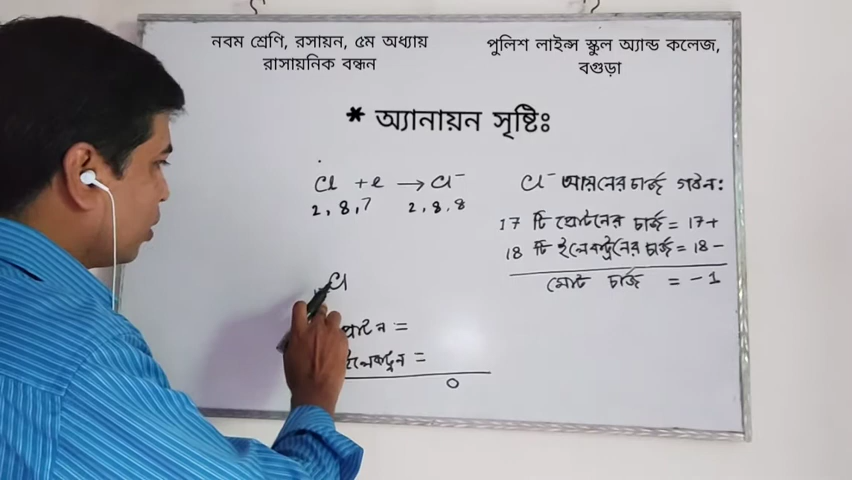 নবম শ্রেণি, রসায়ন, ৫ম অধ্যায়
রাসায়নিক বন্ধন
পুলিশ লাইন্স স্কুল অ্যান্ড কলেজ,
বগুড়া
* অ্যানায়ন সৃষ্টিঃ
Cl + e → Cl⁻
2, 8, 7 2, 8, 8
Cl
প্রোটন =
ইলেকট্রন =
0
Cl⁻ আয়নের চার্জ গঠন:
17 টি প্রোটনের চার্জ = 17+
18 টি ইলেকট্রনের চার্জ = 18-
মোট চার্জ = -1